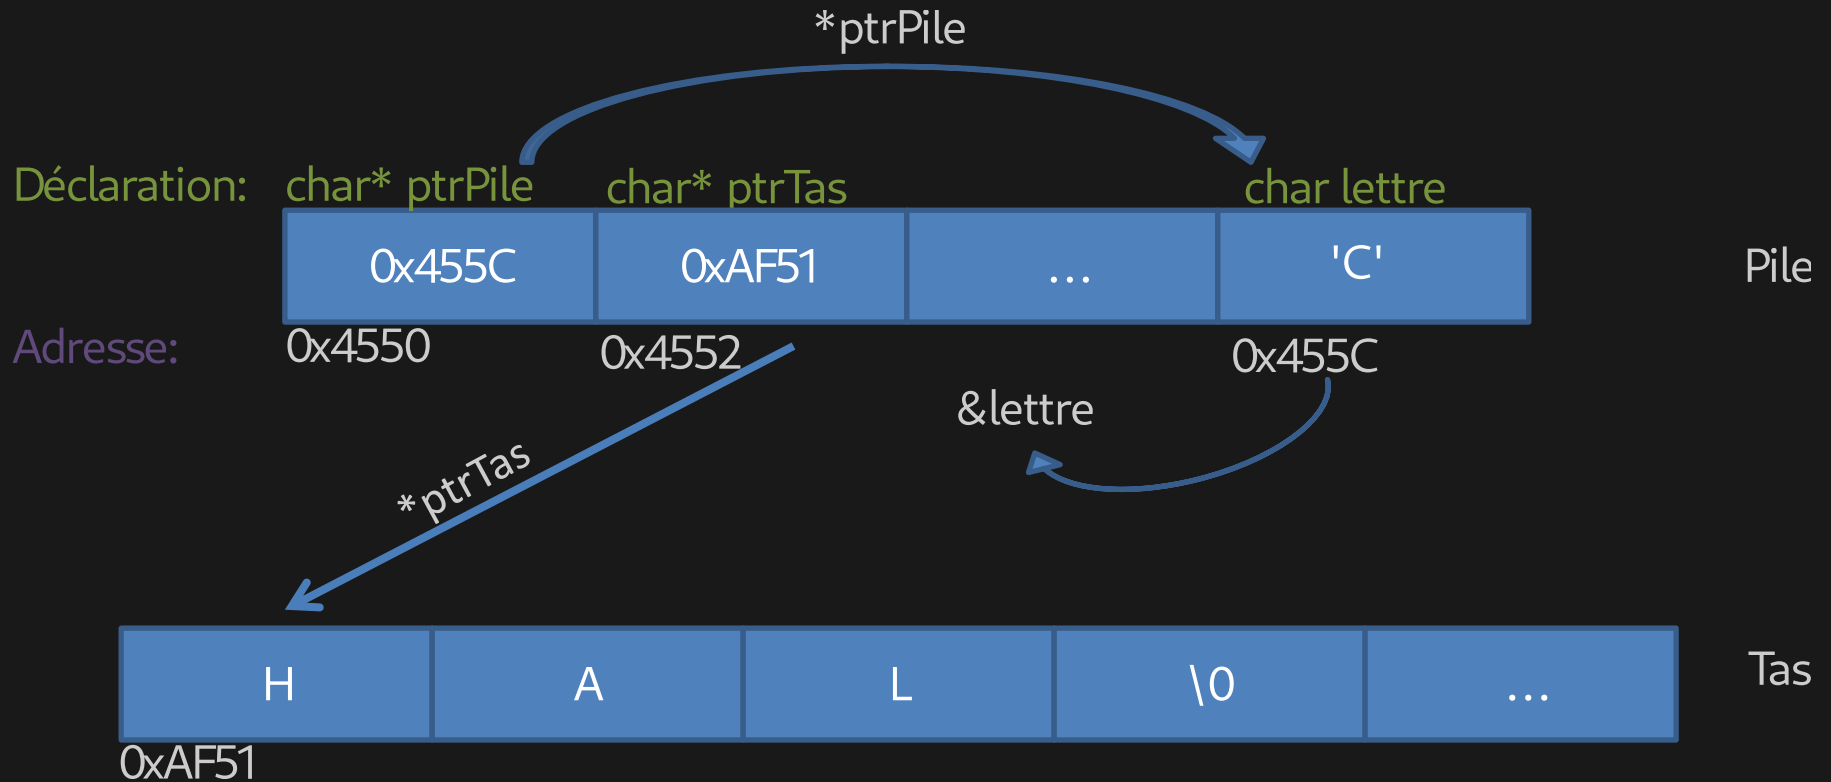 *ptrPile
Déclaration: char* ptrPile char* ptrTas char lettre
0x455C 0xAF51 ... 'C' Pile
Adresse: 0x4550 0x4552 0x455C
&lettre
*ptrTas
H A L \0 ... Tas
0xAF51